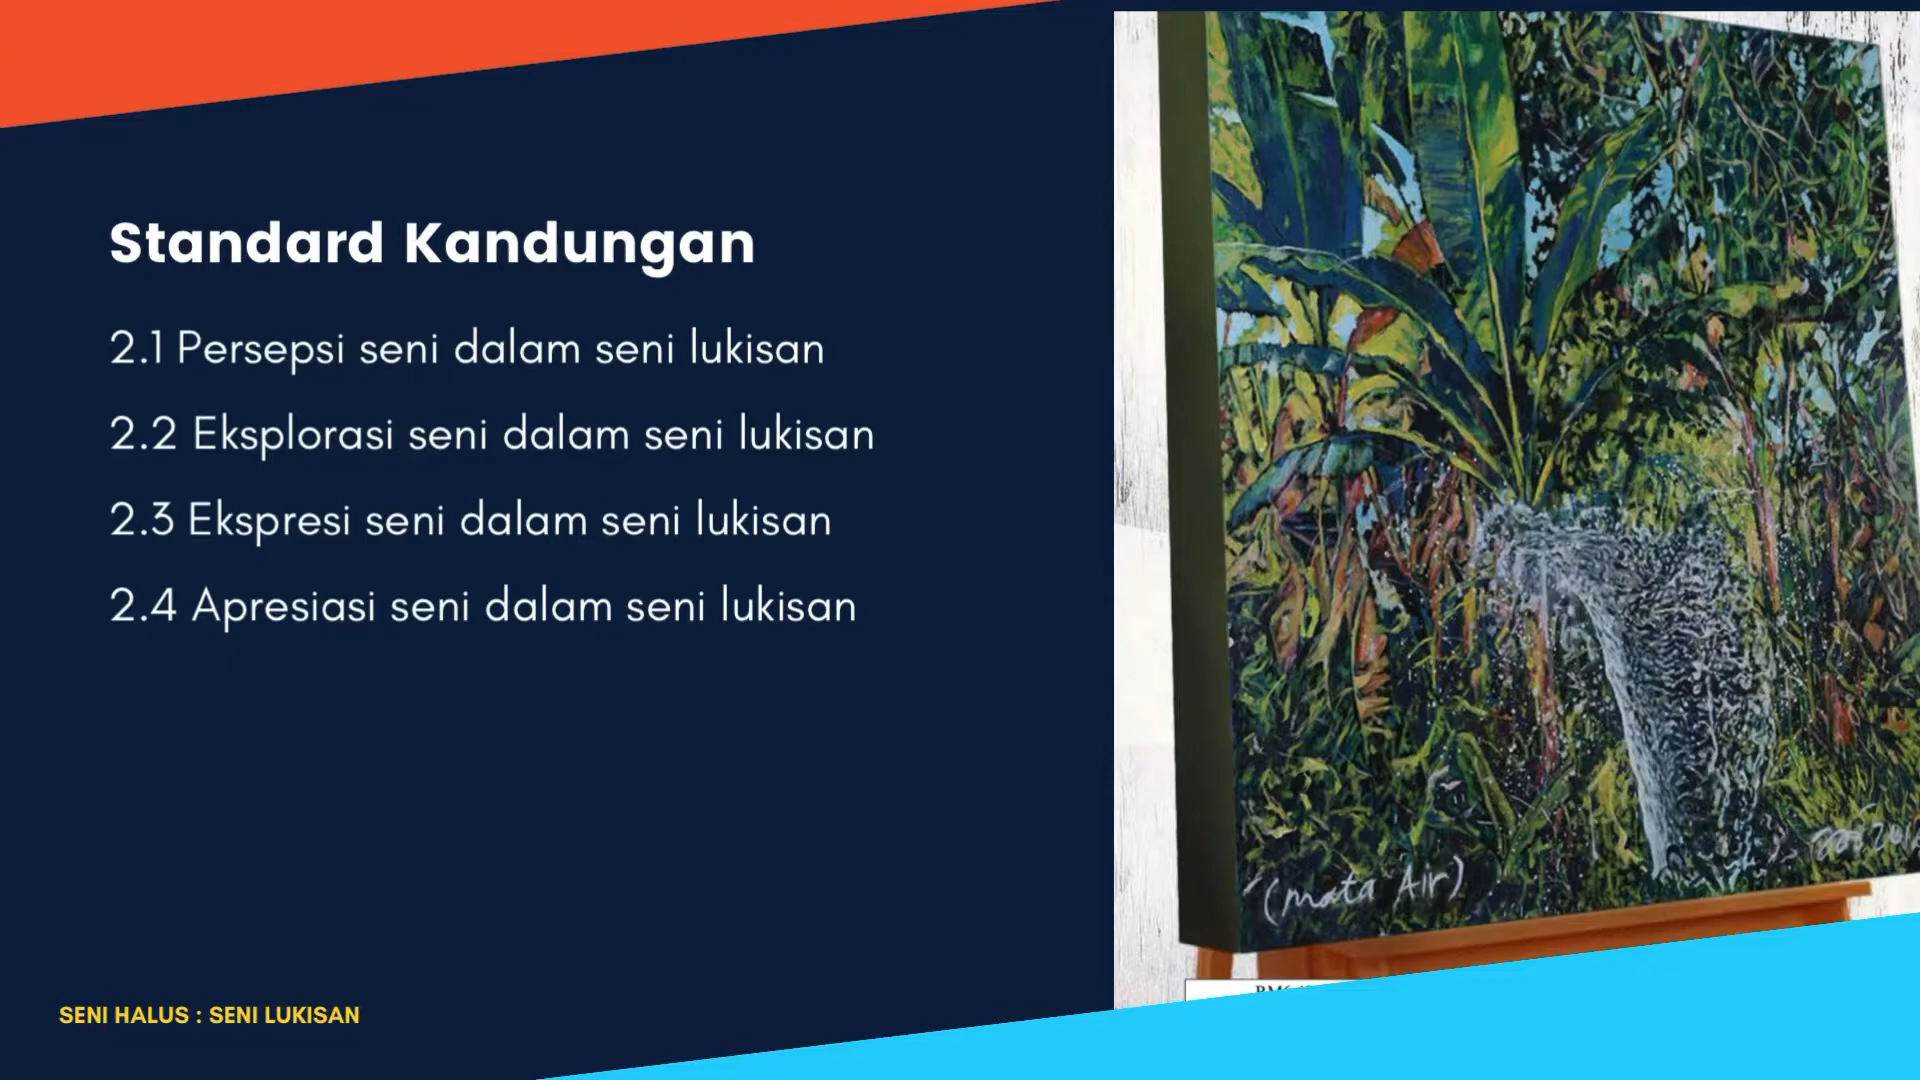 Standard Kandungan
2.1 Persepsi seni dalam seni lukisan
2.2 Eksplorasi seni dalam seni lukisan
2.3 Ekspresi seni dalam seni lukisan
2.4 Apresiasi seni dalam seni lukisan
(mata Air)
SENI HALUS : SENI LUKISAN